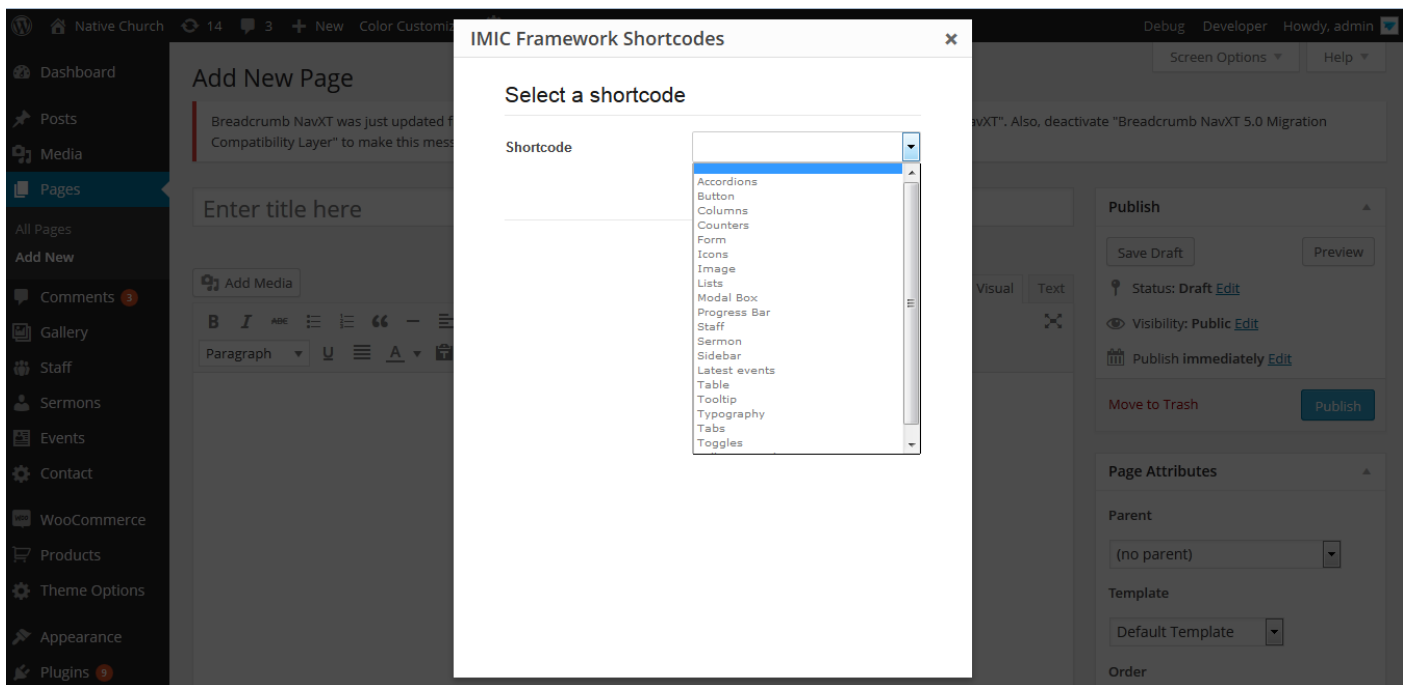 Native Church 14 3 New Color Customiz Debug Developer Howdy, admin
Screen Options Help
Dashboard
Posts
Media
Pages
All Pages
Add New
Comments 3
Gallery
Staff
Sermons
Events
Contact
WooCommerce
Products
Theme Options
Appearance
Plugins 9
Add New Page
Breadcrumb NavXT was just updated f
avXT". Also, deactivate "Breadcrumb NavXT 5.0 Migration
Compatibility Layer" to make this mess
Enter title here
Add Media
Visual Text
B I ABC
Paragraph U A
IMIC Framework Shortcodes ×
Select a shortcode
Shortcode
Accordions
Button
Columns
Counters
Form
Icons
Image
Lists
Modal Box
Progress Bar
Staff
Sermon
Sidebar
Latest events
Table
Tooltip
Typography
Tabs
Toggles
Publish
Save Draft Preview
Status: Draft Edit
Visibility: Public Edit
Publish immediately Edit
Move to Trash Publish
Page Attributes
Parent
(no parent)
Template
Default Template
Order